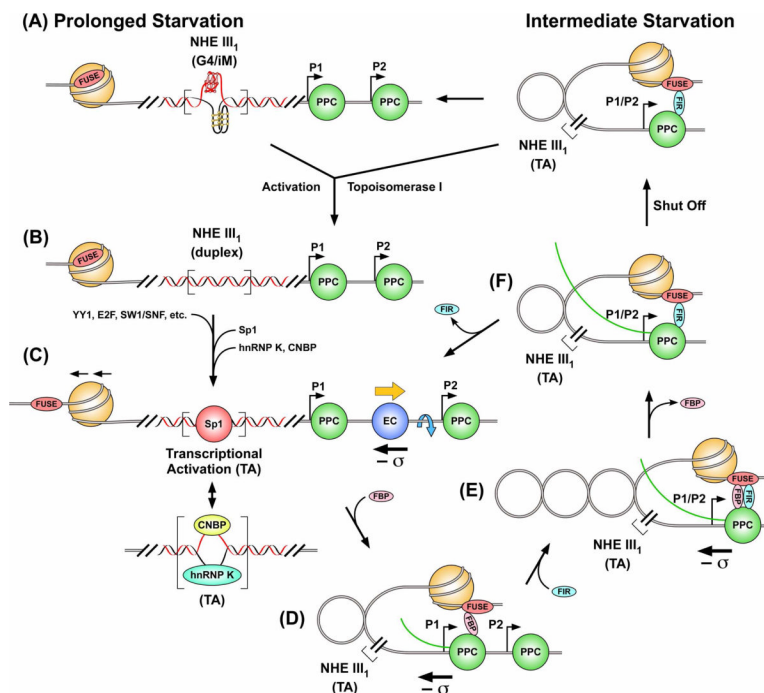 (A) Prolonged Starvation
Intermediate Starvation
NHE III₁
(G4/iM)
FUSE
P1
P2
PPC
PPC
FUSE
FIR
P1/P2
PPC
NHE III₁
(TA)
Activation
Topoisomerase I
Shut Off
(B)
NHE III₁
(duplex)
FUSE
P1
P2
PPC
PPC
YY1, E2F, SW1/SNF, etc.
Sp1
hnRNP K, CNBP
(F)
FUSE
FIR
P1/P2
PPC
NHE III₁
(TA)
FIR
(C)
FUSE
Sp1
P1
PPC
EC
P2
PPC
– σ
Transcriptional
Activation (TA)
CNBP
hnRNP K
(TA)
FBP
FBP
(E)
FUSE
FBP
FIR
P1/P2
PPC
NHE III₁
(TA)
– σ
FIR
(D)
FUSE
FBP
P1
P2
PPC
PPC
NHE III₁
(TA)
– σ